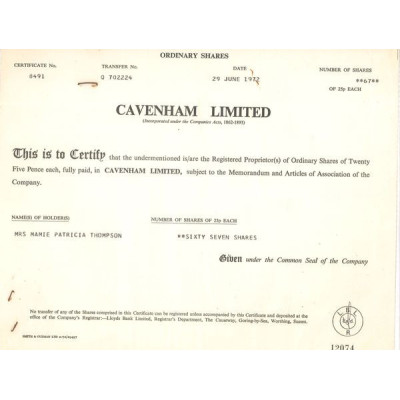 ORDINARY SHARES
CERTIFICATE No. TRANSFER No. DATE NUMBER OF SHARES
8491 Q 702224 29 JUNE 1972 **67**
OF 25p EACH
CAVENHAM LIMITED
(Incorporated under the Companies Acts, 1862-1893)
This is to Certify that the undermentioned is/are the Registered Proprietor(s) of Ordinary Shares of Twenty
Five Pence each, fully paid, in CAVENHAM LIMITED, subject to the Memorandum and Articles of Association of the
Company.
NAME(S) OF HOLDER(S) NUMBER OF SHARES OF 25p EACH
MRS MAMIE PATRICIA THOMPSON **SIXTY SEVEN SHARES
Given under the Common Seal of the Company
No transfer of any of the Shares comprised in this Certificate can be registered unless accompanied by this Certificate and deposited at the
office of the Company's Registrar:—Lloyds Bank Limited, Registrar's Department, The Causeway, Goring-by-Sea, Worthing, Sussex.
12074